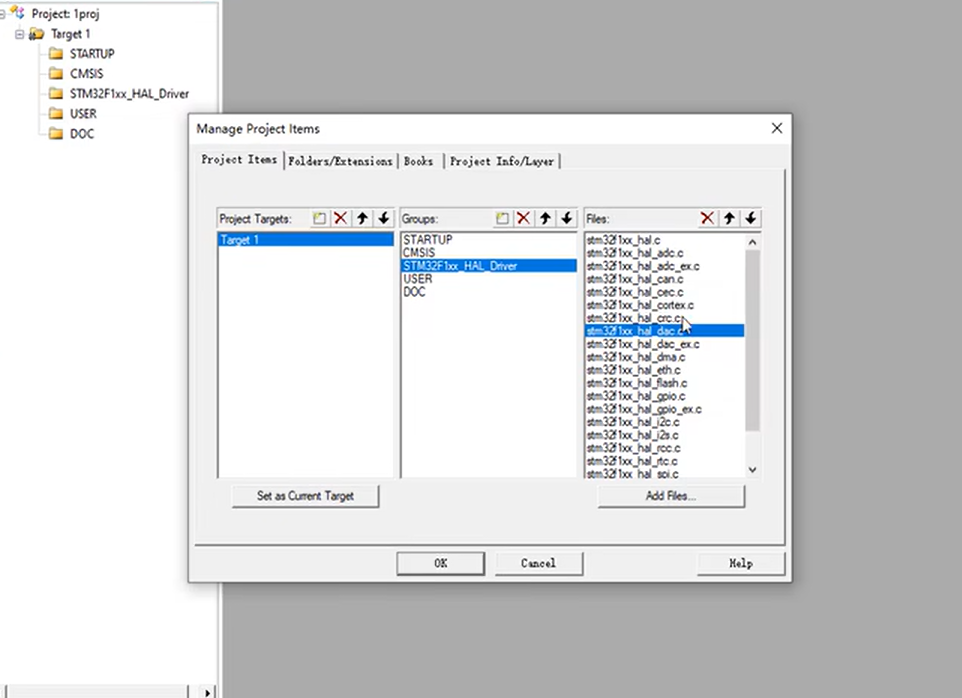 Project: 1proj
Target 1
STARTUP
CMSIS
STM32F1xx_HAL_Driver
USER
DOC
Manage Project Items
Project Items
Folders/Extensions
Books
Project Info/Layer
Project Targets:
Groups:
Files:
Target 1
STARTUP
CMSIS
STM32F1xx_HAL_Driver
USER
DOC
stm32f1xx_hal.c
stm32f1xx_hal_adc.c
stm32f1xx_hal_adc_ex.c
stm32f1xx_hal_can.c
stm32f1xx_hal_cec.c
stm32f1xx_hal_cortex.c
stm32f1xx_hal_crc.c
stm32f1xx_hal_dac.c
stm32f1xx_hal_dac_ex.c
stm32f1xx_hal_dma.c
stm32f1xx_hal_eth.c
stm32f1xx_hal_flash.c
stm32f1xx_hal_gpio.c
stm32f1xx_hal_gpio_ex.c
stm32f1xx_hal_i2c.c
stm32f1xx_hal_i2s.c
stm32f1xx_hal_rcc.c
stm32f1xx_hal_rtc.c
stm32f1xx_hal_spi.c
Set as Current Target
Add Files...
OK
Cancel
Help